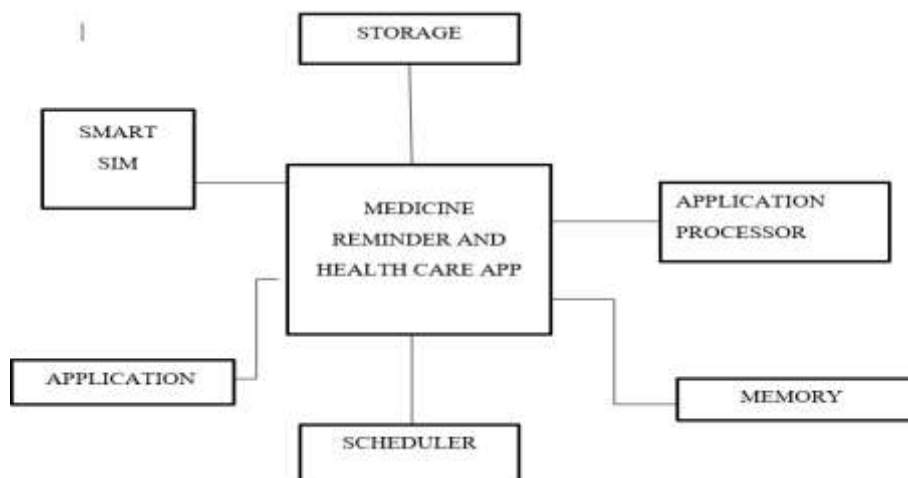 STORAGE
SMART
SIM
MEDICINE
REMINDER AND
HEALTH CARE APP
APPLICATION
PROCESSOR
APPLICATION
MEMORY
SCHEDULER